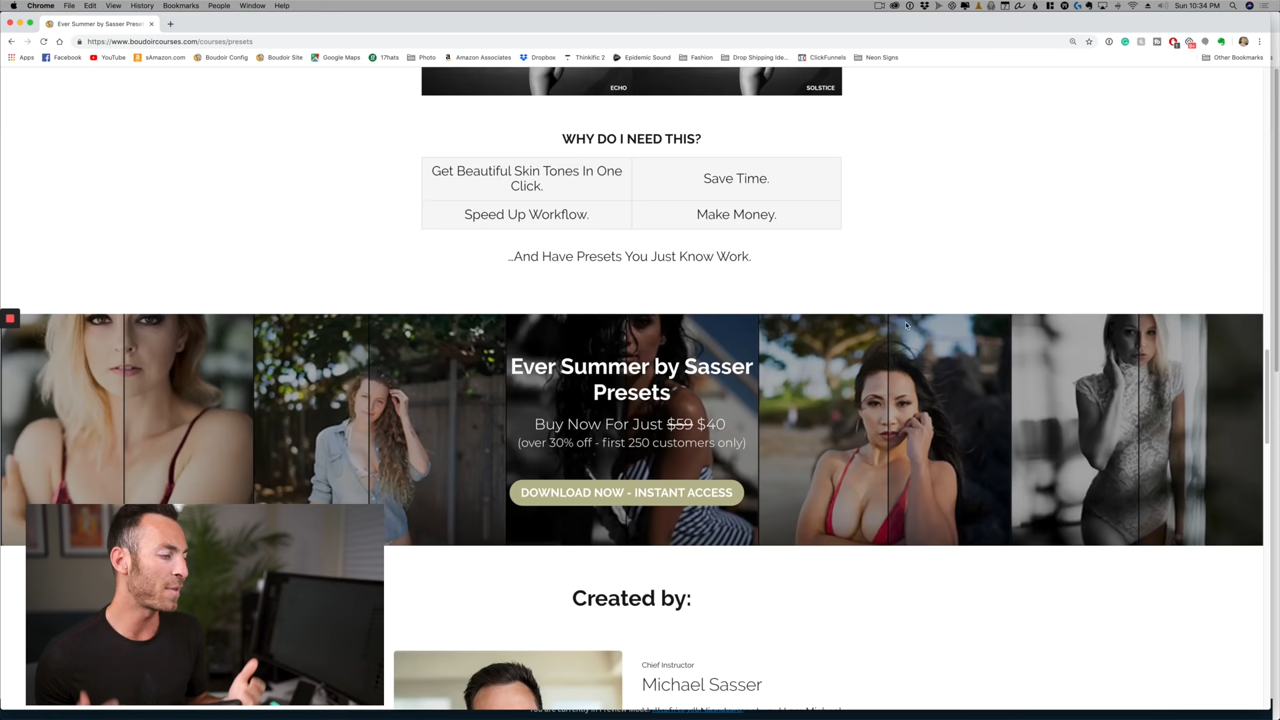 Chrome File Edit View History Bookmarks People Window Help
Sun 10:34 PM
Ever Summer by Sasser Preset
https://www.boudoircourses.com/courses/presets
Apps Facebook YouTube sAmazon.com Boudoir Config Boudoir Site Google Maps 17hats Photo Amazon Associates Dropbox Thinkific 2 Epidemic Sound Fashion Drop Shipping Ide... ClickFunnels Neon Signs Other Bookmarks
ECHO SOLSTICE
WHY DO I NEED THIS?
Get Beautiful Skin Tones In One
Click.
Save Time.
Speed Up Workflow. Make Money.
...And Have Presets You Just Know Work.
Ever Summer by Sasser
Presets
Buy Now For Just $59 $40
(over 30% off - first 250 customers only)
DOWNLOAD NOW - INSTANT ACCESS
Created by:
Chief Instructor
Michael Sasser